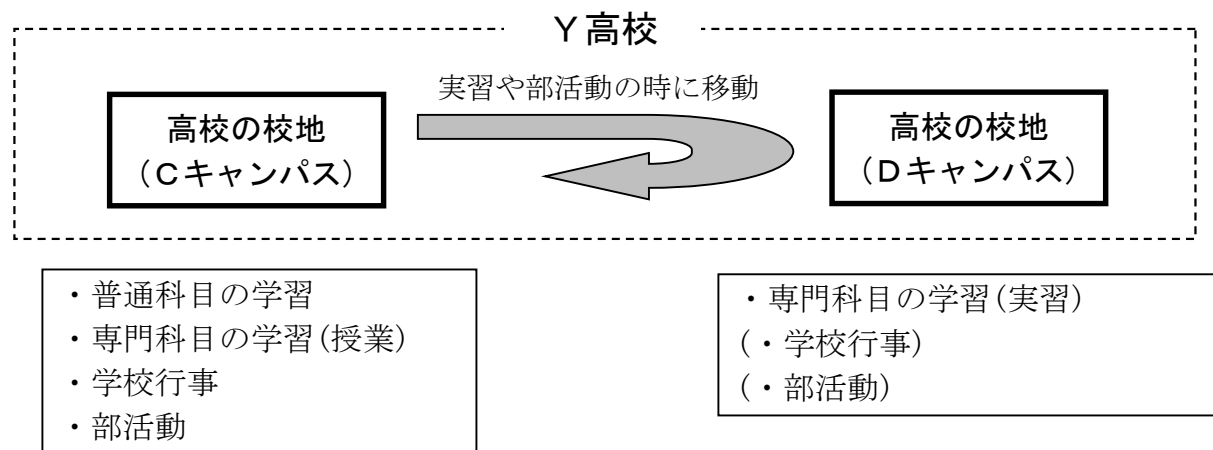 Y高校
実習や部活動の時に移動
高校の校地
(Cキャンパス)
高校の校地
(Dキャンパス)
・普通科目の学習
・専門科目の学習(授業)
・学校行事
・部活動
・専門科目の学習(実習)
(・学校行事)
(・部活動)